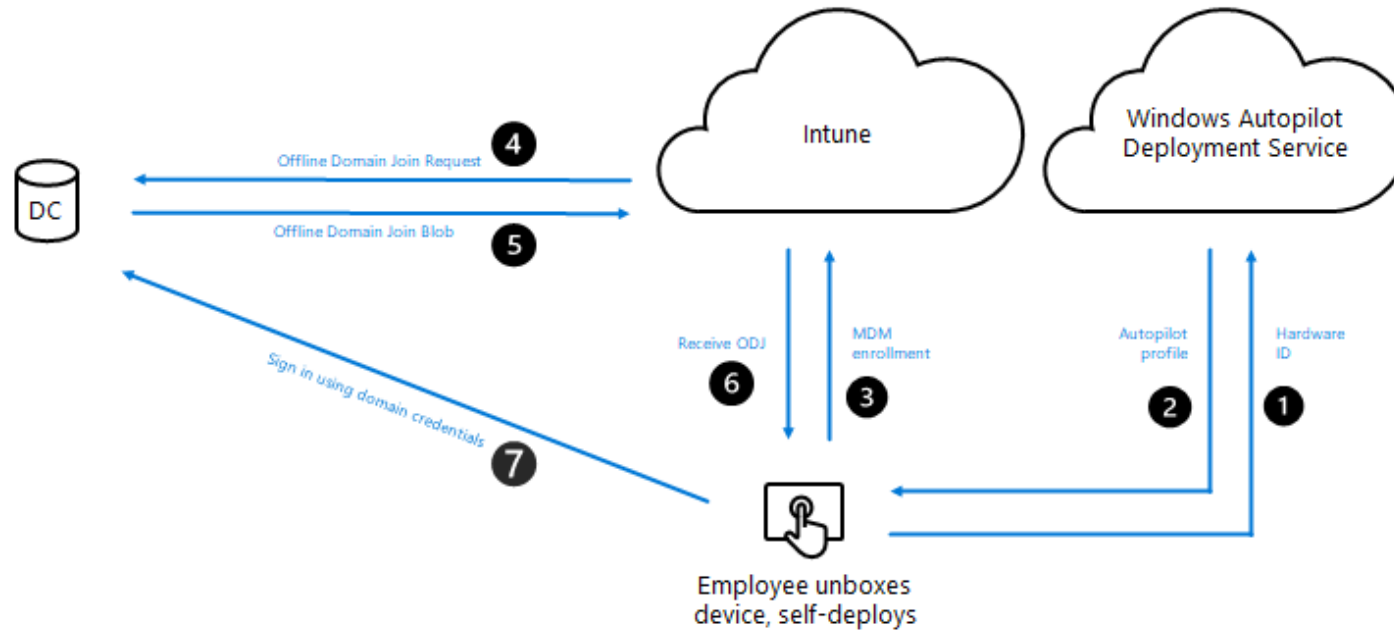 Intune
Windows Autopilot
Deployment Service
4
Offline Domain Join Request
DC
Offline Domain Join Blob
5
Receive ODJ
6
MDM
enrollment
3
Autopilot
profile
2
Hardware
ID
1
Sign in using domain credentials
7
Employee unboxes
device, self-deploys